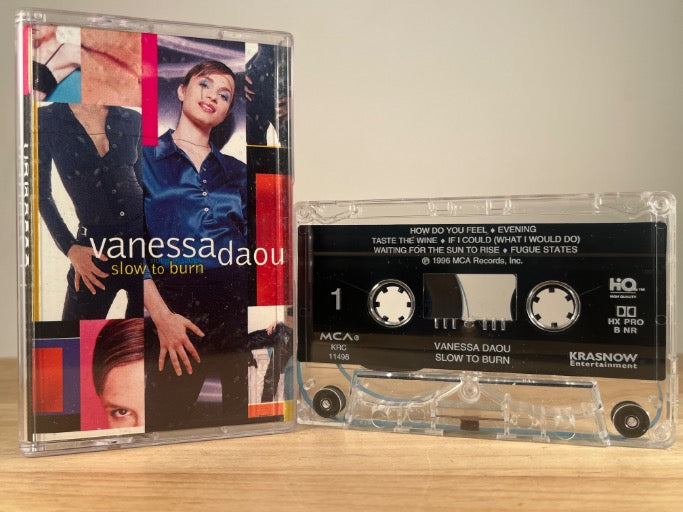 vanessa daou
slow to burn
HOW DO YOU FEEL ♦ EVENING
TASTE THE WINE ♦ IF I COULD (WHAT I WOULD DO)
WAITING FOR THE SUN TO RISE ♦ FUGUE STATES
℗ 1996 MCA Records, Inc.
1
HQ™
HIGH QUALITY
HX PRO
B NR
MCA®
KRC
11496
VANESSA DAOU
SLOW TO BURN
KRASNOW
Entertainment